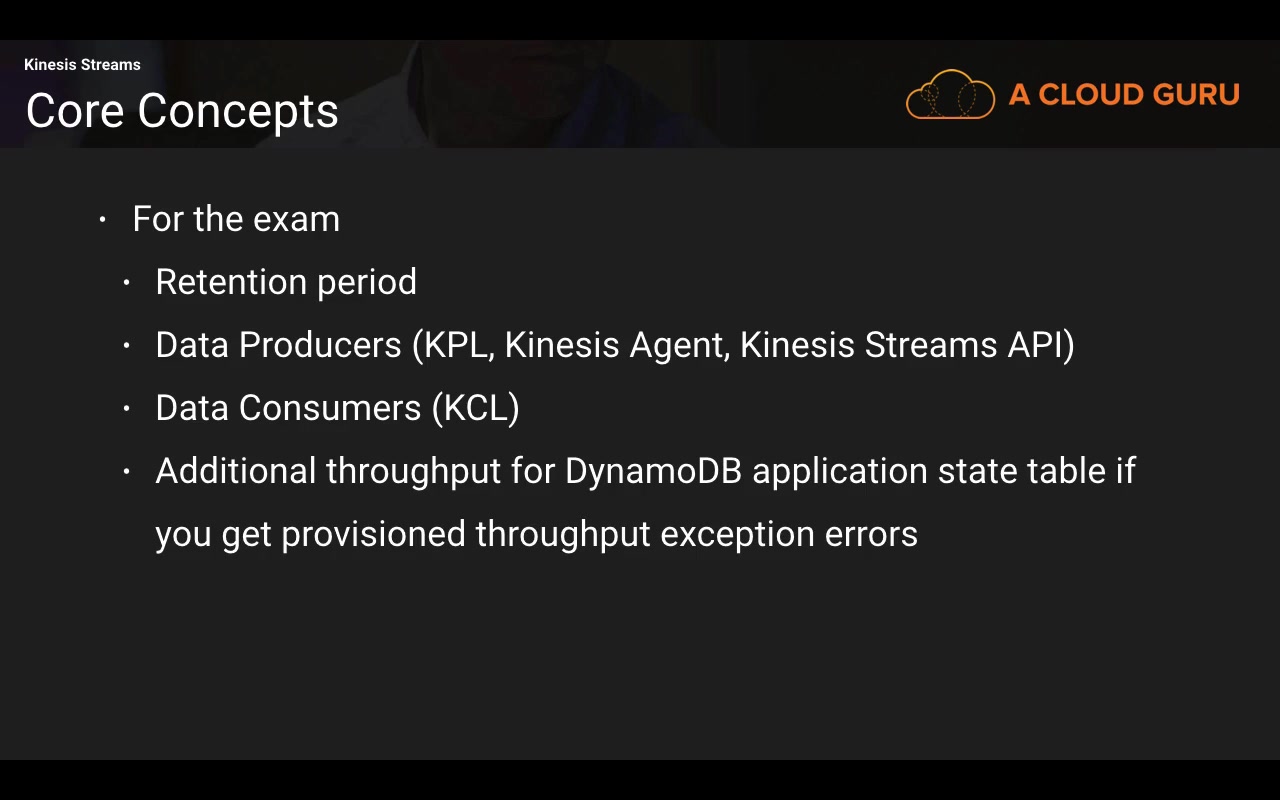 Kinesis Streams
Core Concepts
A CLOUD GURU
• For the exam
• Retention period
• Data Producers (KPL, Kinesis Agent, Kinesis Streams API)
• Data Consumers (KCL)
• Additional throughput for DynamoDB application state table if
you get provisioned throughput exception errors